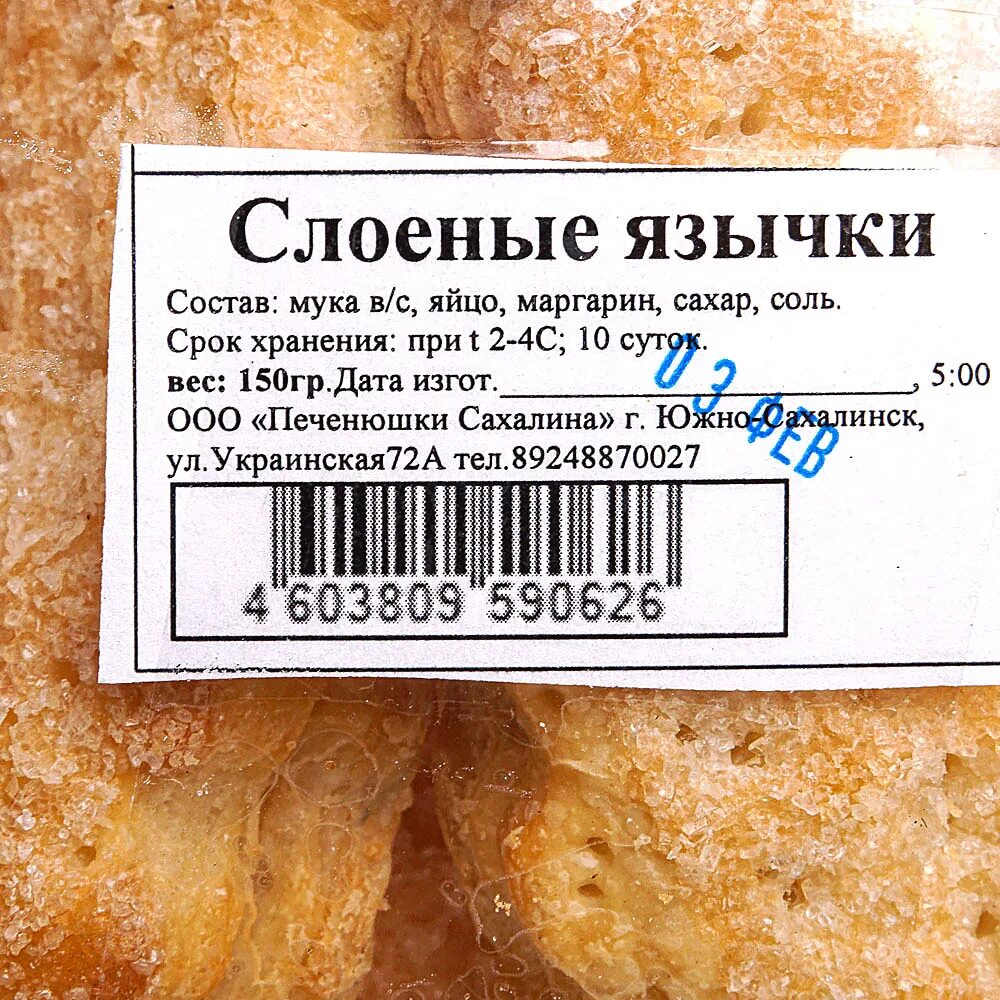 Слоеные язычки
Состав: мука в/с, яйцо, маргарин, сахар, соль.
Срок хранения: при t 2-4С; 10 суток.
вес: 150гр.Дата изгот.____________________, 5:00
03 ФЕВ
ООО «Печенюшки Сахалина» г. Южно-Сахалинск,
ул.Украинская72А тел.89248870027
4 603809 590626